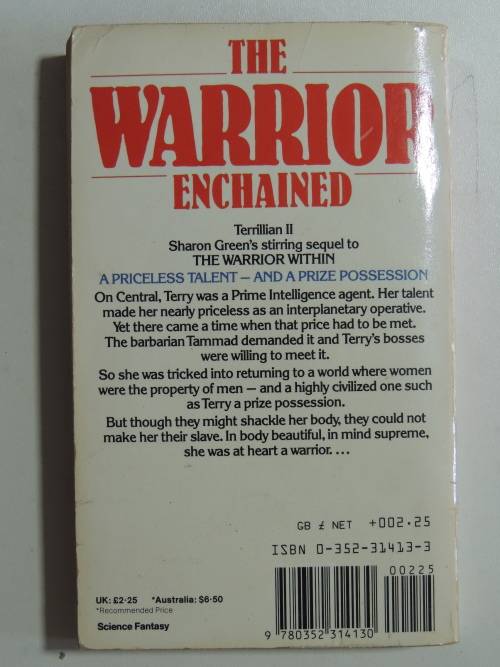 THE
WARRIOR
ENCHAINED
Terrillian II
Sharon Green's stirring sequel to
THE WARRIOR WITHIN
A PRICELESS TALENT — AND A PRIZE POSSESSION
On Central, Terry was a Prime Intelligence agent. Her talent
made her nearly priceless as an interplanetary operative.
Yet there came a time when that price had to be met.
The barbarian Tammad demanded it and Terry's bosses
were willing to meet it.
So she was tricked into returning to a world where women
were the property of men — and a highly civilized one such
as Terry a prize possession.
But though they might shackle her body, they could not
make her their slave. In body beautiful, in mind supreme,
she was at heart a warrior. . . .
GB £ NET +002.25
ISBN 0-352-31413-3
00225
UK: £2·25 *Australia: $6·50
*Recommended Price
Science Fantasy
9 780352 314130